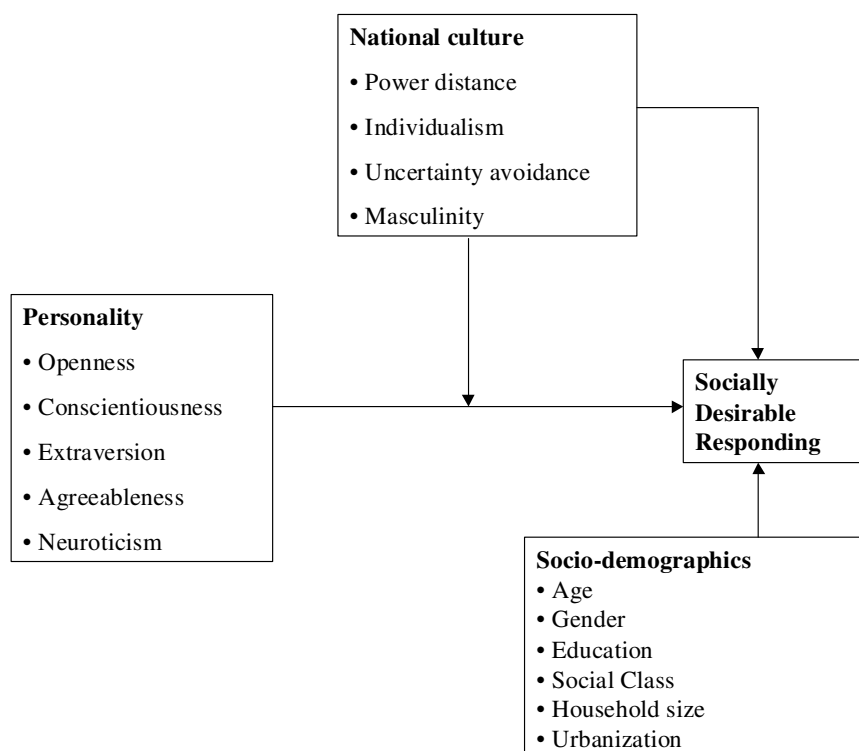 National culture
• Power distance
• Individualism
• Uncertainty avoidance
• Masculinity
Personality
• Openness
• Conscientiousness
• Extraversion
• Agreeableness
• Neuroticism
Socially
Desirable
Responding
Socio-demographics
• Age
• Gender
• Education
• Social Class
• Household size
• Urbanization